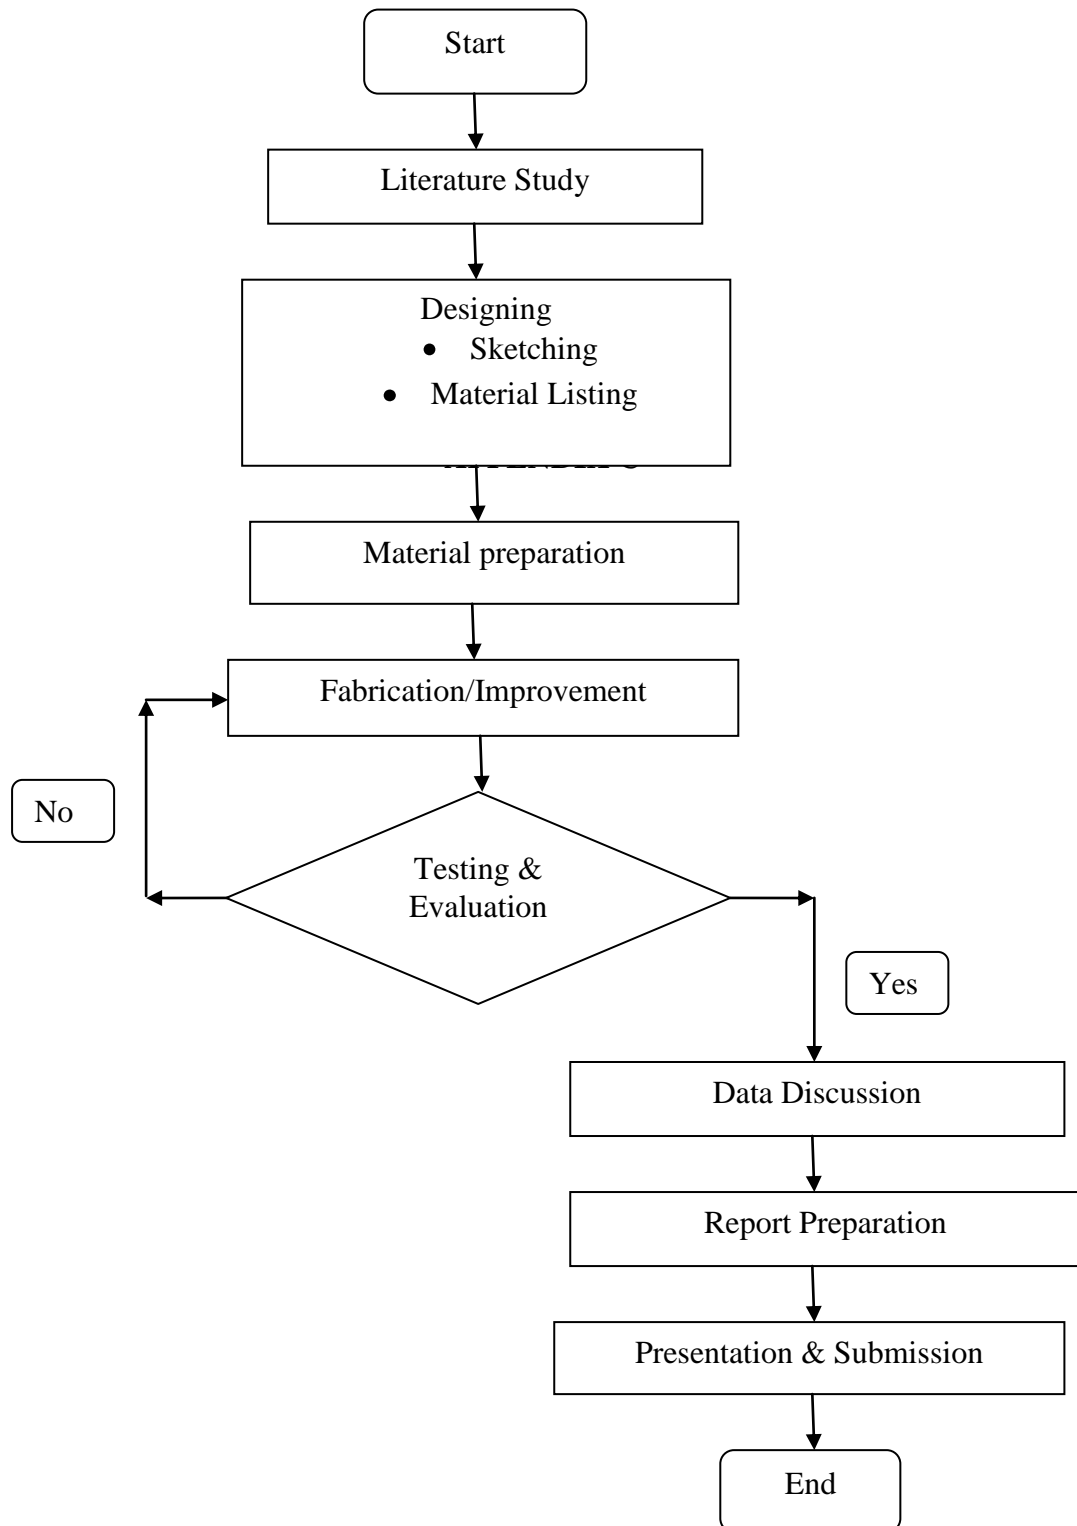 Start
Literature Study
Designing
• Sketching
• Material Listing
Material preparation
Fabrication/Improvement
No
Testing &
Evaluation
Yes
Data Discussion
Report Preparation
Presentation & Submission
End